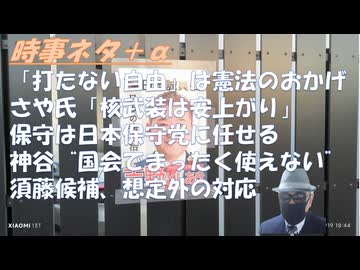 時事ネタ+α
「打たない自由」は憲法のおかげ
さや氏「核武装は安上がり」
保守は日本保守党に任せる
神谷“国会でまったく使えない”
須藤候補、想定外の対応
XIAOMI 13T
19 18:44